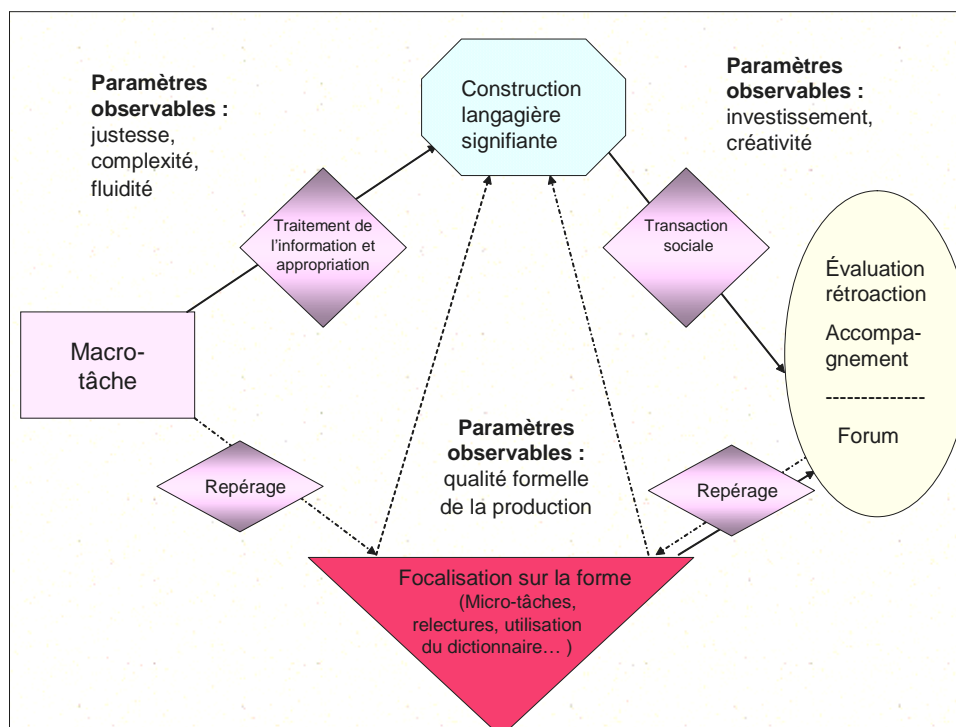 Paramètres
observables :
justesse,
complexité,
fluidité
Construction
langagière
signifiante
Paramètres
observables :
investissement,
créativité
Traitement de
l'information et
appropriation
Transaction
sociale
Évaluation
rétroaction
Accompa-
gnement
--------------
Forum
Macro-
tâche
Paramètres
observables :
qualité formelle
de la production
Repérage
Repérage
Focalisation sur la forme
(Micro-tâches,
relectures, utilisation
du dictionnaire… )